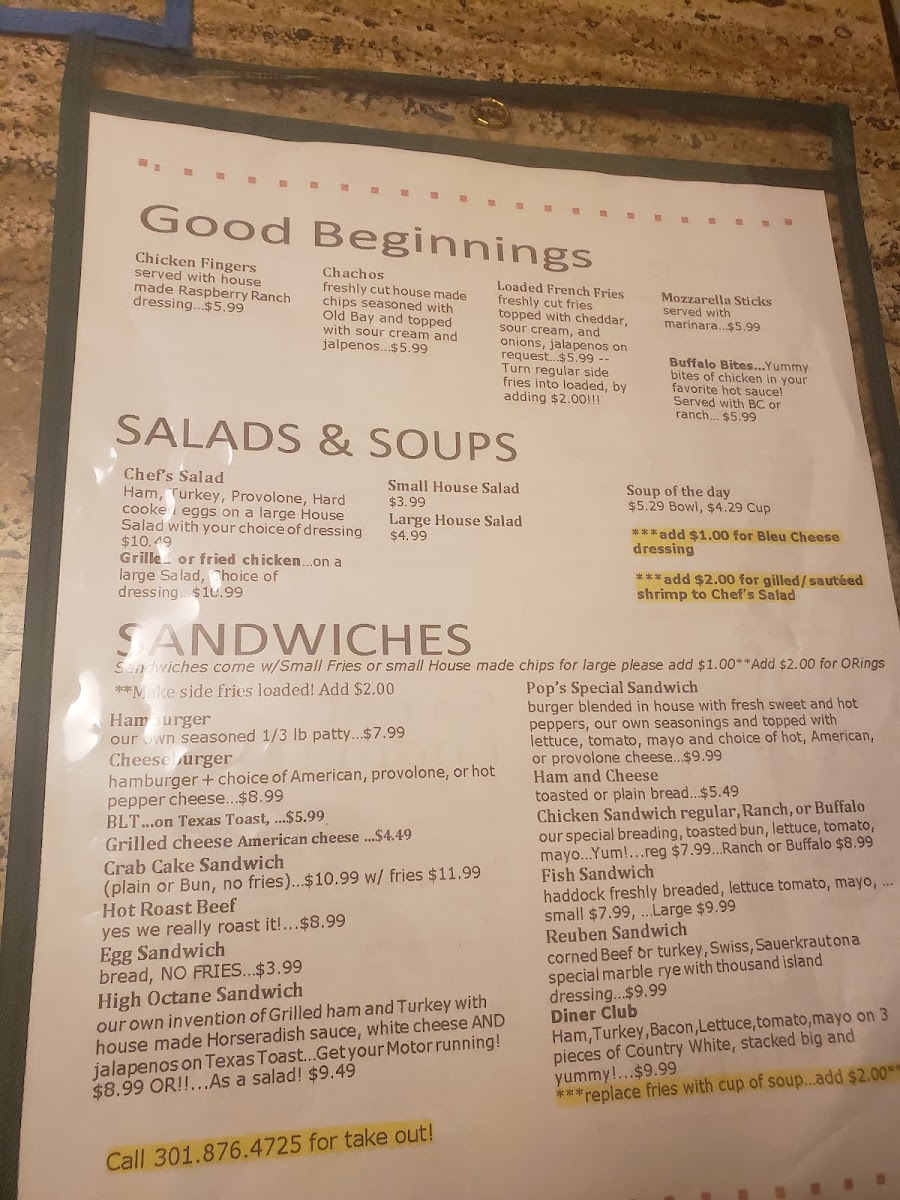 Good Beginnings
Chicken Fingers
served with house
made Raspberry Ranch
dressing...$5.99
Chachos
freshly cut house made
chips seasoned with
Old Bay and topped
with sour cream and
jalpenos...$5.99
Loaded French Fries
freshly cut fries
topped with cheddar,
sour cream, and
onions, jalapenos on
request...$5.99 --
Turn regular side
fries into loaded, by
adding $2.00!!!
Mozzarella Sticks
served with
marinara...$5.99
Buffalo Bites...Yummy
bites of chicken in your
favorite hot sauce!
Served with BC or
ranch... $5.99
SALADS & SOUPS
Chef's Salad
Ham, Turkey, Provolone, Hard
cooked eggs on a large House
Salad with your choice of dressing
$10.49
Grilled or fried chicken...on a
large Salad, Choice of
dressing...$10.99
Small House Salad
$3.99
Large House Salad
$4.99
Soup of the day
$5.29 Bowl, $4.29 Cup
***add $1.00 for Bleu Cheese
dressing
***add $2.00 for gilled/sautéed
shrimp to Chef's Salad
SANDWICHES
Sandwiches come w/Small Fries or small House made chips for large please add $1.00**Add $2.00 for ORings
**Make side fries loaded! Add $2.00
Hamburger
our own seasoned 1/3 lb patty...$7.99
Cheeseburger
hamburger + choice of American, provolone, or hot
pepper cheese...$8.99
BLT...on Texas Toast, ...$5.99
Grilled cheese American cheese ...$4.49
Crab Cake Sandwich
(plain or Bun, no fries)...$10.99 w/ fries $11.99
Hot Roast Beef
yes we really roast it!...$8.99
Egg Sandwich
bread, NO FRIES...$3.99
High Octane Sandwich
our own invention of Grilled ham and Turkey with
house made Horseradish sauce, white cheese AND
jalapenos on Texas Toast...Get your Motor running!
$8.99 OR!!...As a salad! $9.49
Pop's Special Sandwich
burger blended in house with fresh sweet and hot
peppers, our own seasonings and topped with
lettuce, tomato, mayo and choice of hot, American,
or provolone cheese...$9.99
Ham and Cheese
toasted or plain bread...$5.49
Chicken Sandwich regular, Ranch, or Buffalo
our special breading, toasted bun, lettuce, tomato,
mayo...Yum!...reg $7.99...Ranch or Buffalo $8.99
Fish Sandwich
haddock freshly breaded, lettuce tomato, mayo, ...
small $7.99, ...Large $9.99
Reuben Sandwich
corned Beef or turkey, Swiss, Sauerkraut on a
special marble rye with thousand island
dressing...$9.99
Diner Club
Ham,Turkey,Bacon,Lettuce,tomato,mayo on 3
pieces of Country White, stacked big and
yummy!...$9.99
***replace fries with cup of soup...add $2.00**
Call 301.876.4725 for take out!